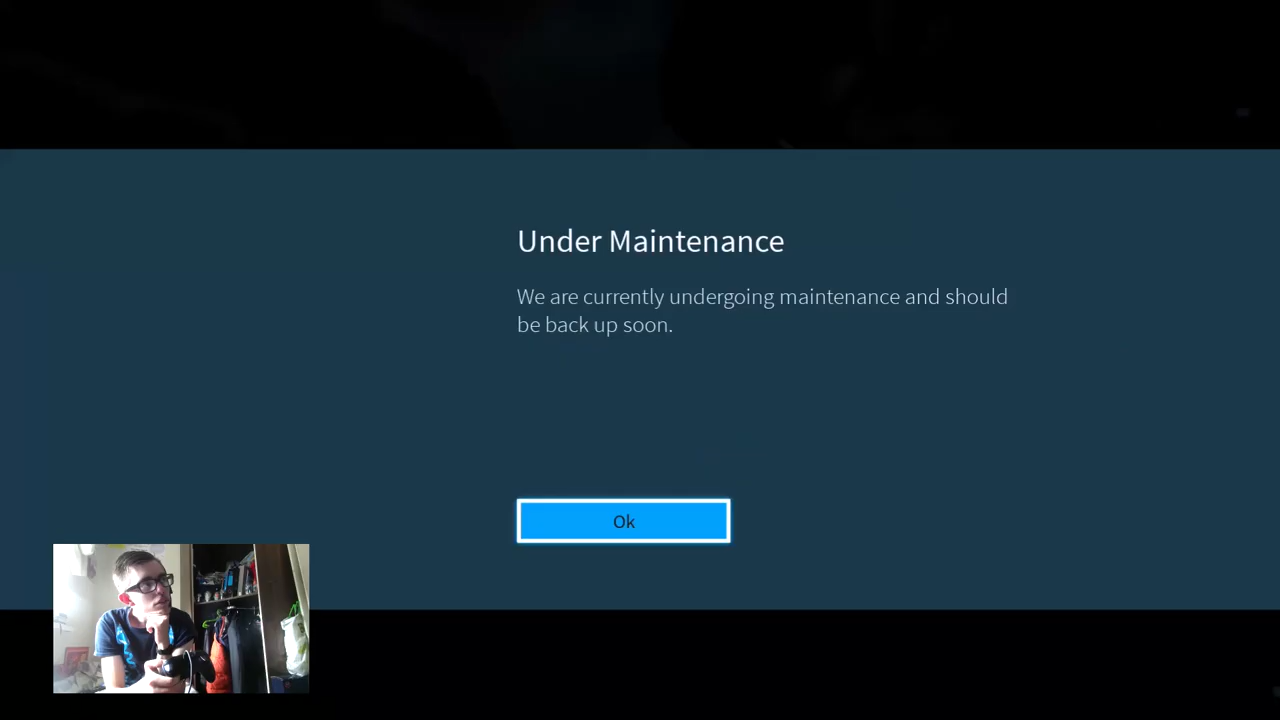 Under Maintenance
We are currently undergoing maintenance and should
be back up soon.
Ok